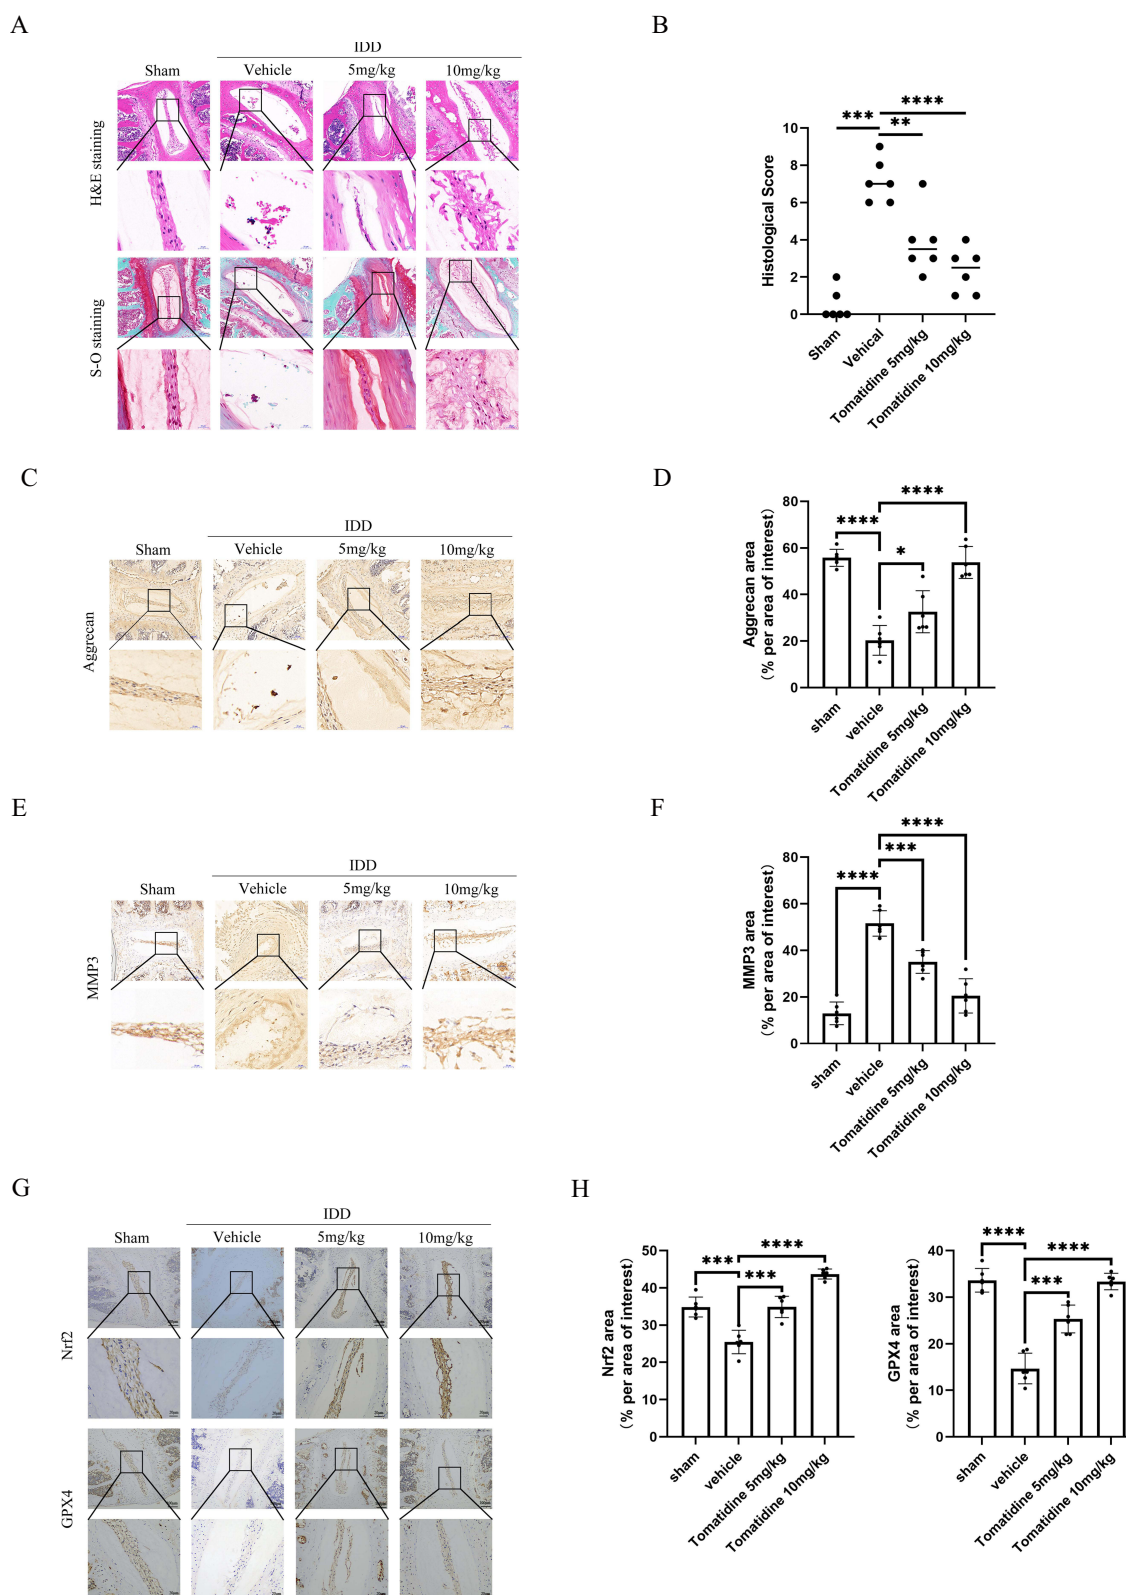 A
IDD
Sham
Vehicle
5mg/kg
10mg/kg
H&E staining
S-O staining
B
***
****
**
Histological Score
10
8
6
4
2
0
Sham
Vehical
Tomatidine 5mg/kg
Tomatidine 10mg/kg
C
IDD
Sham
Vehicle
5mg/kg
10mg/kg
Aggrecan
D
****
****
*
Aggrecan area
(% per area of interest)
80
60
40
20
0
sham
vehicle
Tomatidine 5mg/kg
Tomatidine 10mg/kg
E
IDD
Sham
Vehicle
5mg/kg
10mg/kg
MMP3
F
****
***
****
MMP3 area
(% per area of interest)
80
60
40
20
0
sham
vehicle
Tomatidine 5mg/kg
Tomatidine 10mg/kg
G
IDD
Sham
Vehicle
5mg/kg
10mg/kg
Nrf2
GPX4
H
***
****
***
Nrf2 area
(% per area of interest)
50
40
30
20
10
0
sham
vehicle
Tomatidine 5mg/kg
Tomatidine 10mg/kg
****
****
***
GPX4 area
(% per area of interest)
40
30
20
10
0
sham
vehicle
Tomatidine 5mg/kg
Tomatidine 10mg/kg